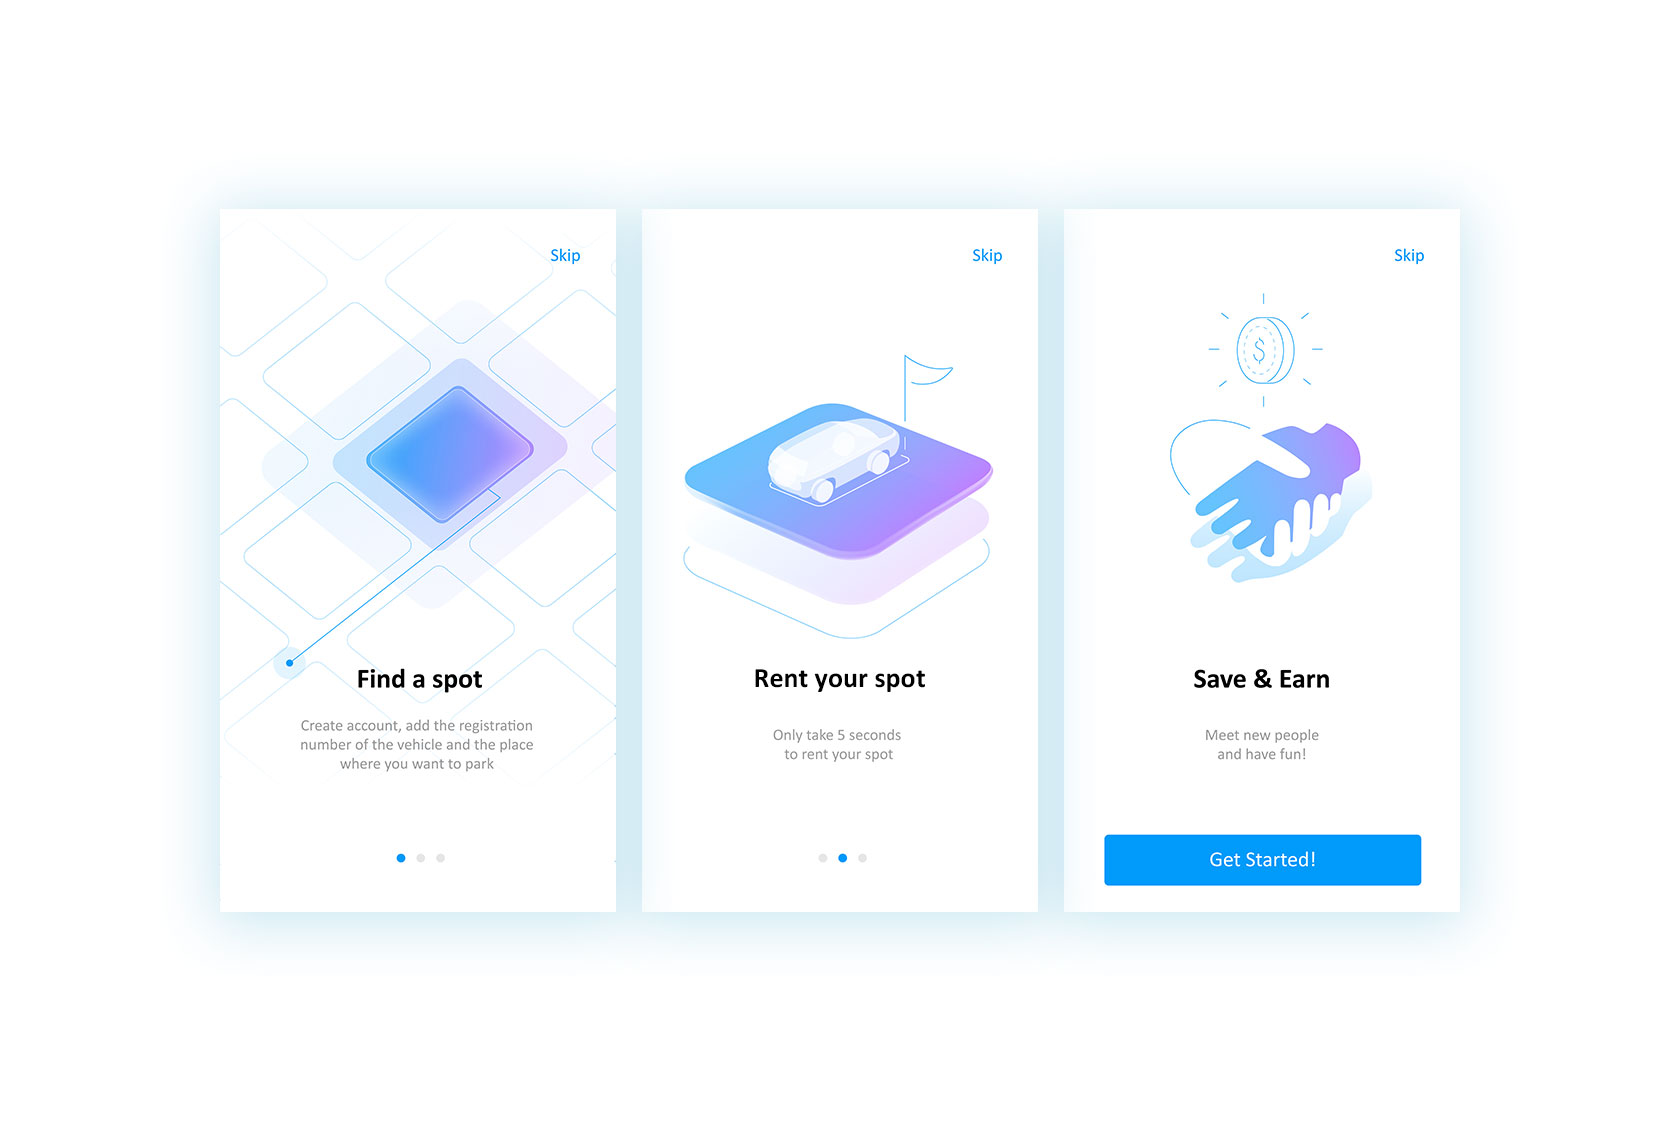 Skip
Find a spot
Create account, add the registration
number of the vehicle and the place
where you want to park
Skip
Rent your spot
Only take 5 seconds
to rent your spot
Skip
$
Save & Earn
Meet new people
and have fun!
Get Started!